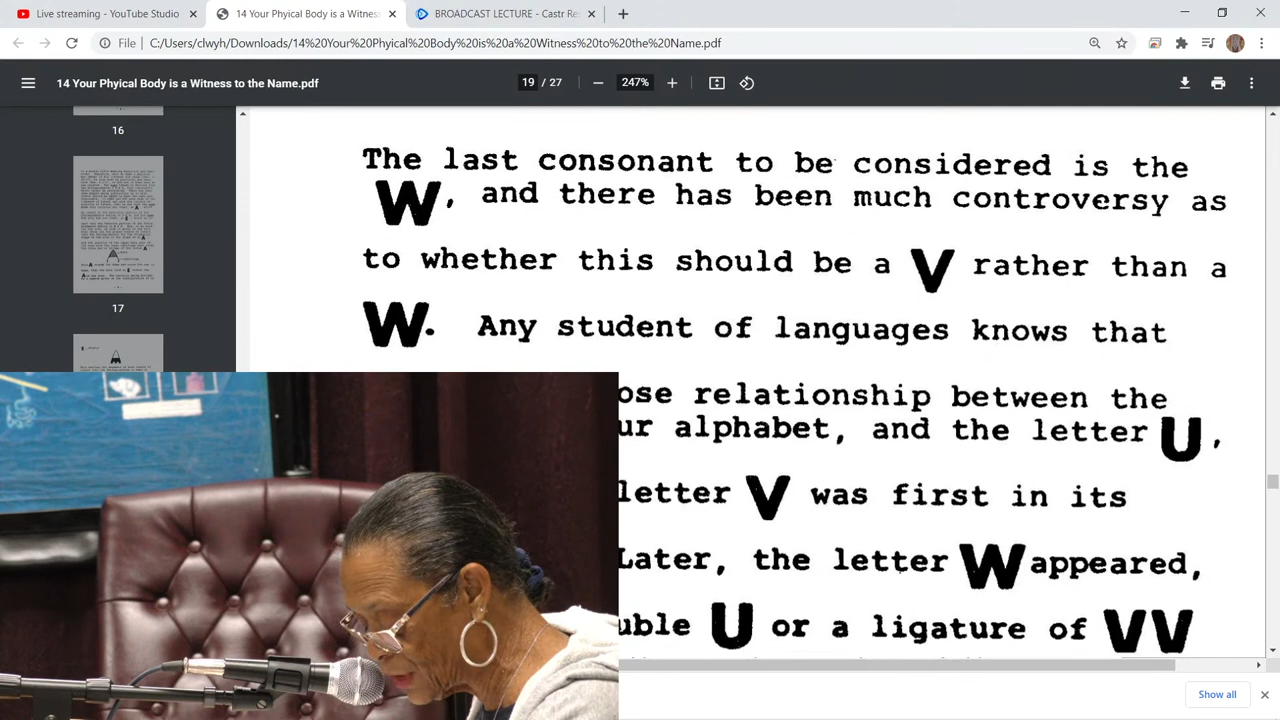 Live streaming - YouTube Studio
14 Your Phyical Body is a Witness
BROADCAST LECTURE - Castr Re
File C:/Users/clwyh/Downloads/14%20Your%20Phyical%20Body%20is%20a%20Witness%20to%20the%20Name.pdf
14 Your Phyical Body is a Witness to the Name.pdf
19 / 27
247%
16
17
The last consonant to be considered is the
W, and there has been much controversy as
to whether this should be a V rather than a
W. Any student of languages knows that
ose relationship between the
ur alphabet, and the letter U,
letter V was first in its
Later, the letter W appeared,
uble U or a ligature of VV
Show all